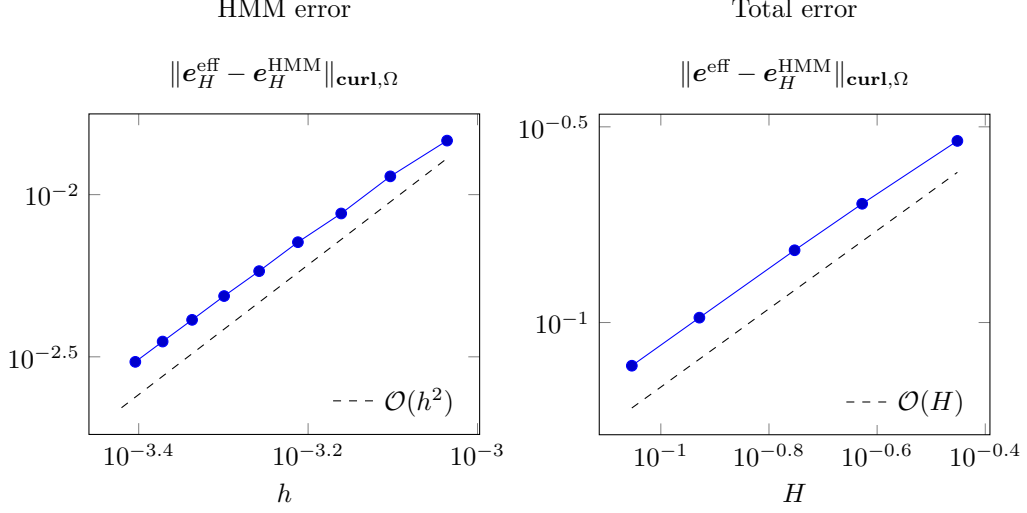 HMM error
‖e_H^eff − e_H^HMM‖_curl,Ω
10^−2
10^−2.5
10^−3.4
10^−3.2
10^−3
h
O(h^2)
Total error
‖e^eff − e_H^HMM‖_curl,Ω
10^−0.5
10^−1
10^−1
10^−0.8
10^−0.6
10^−0.4
H
O(H)